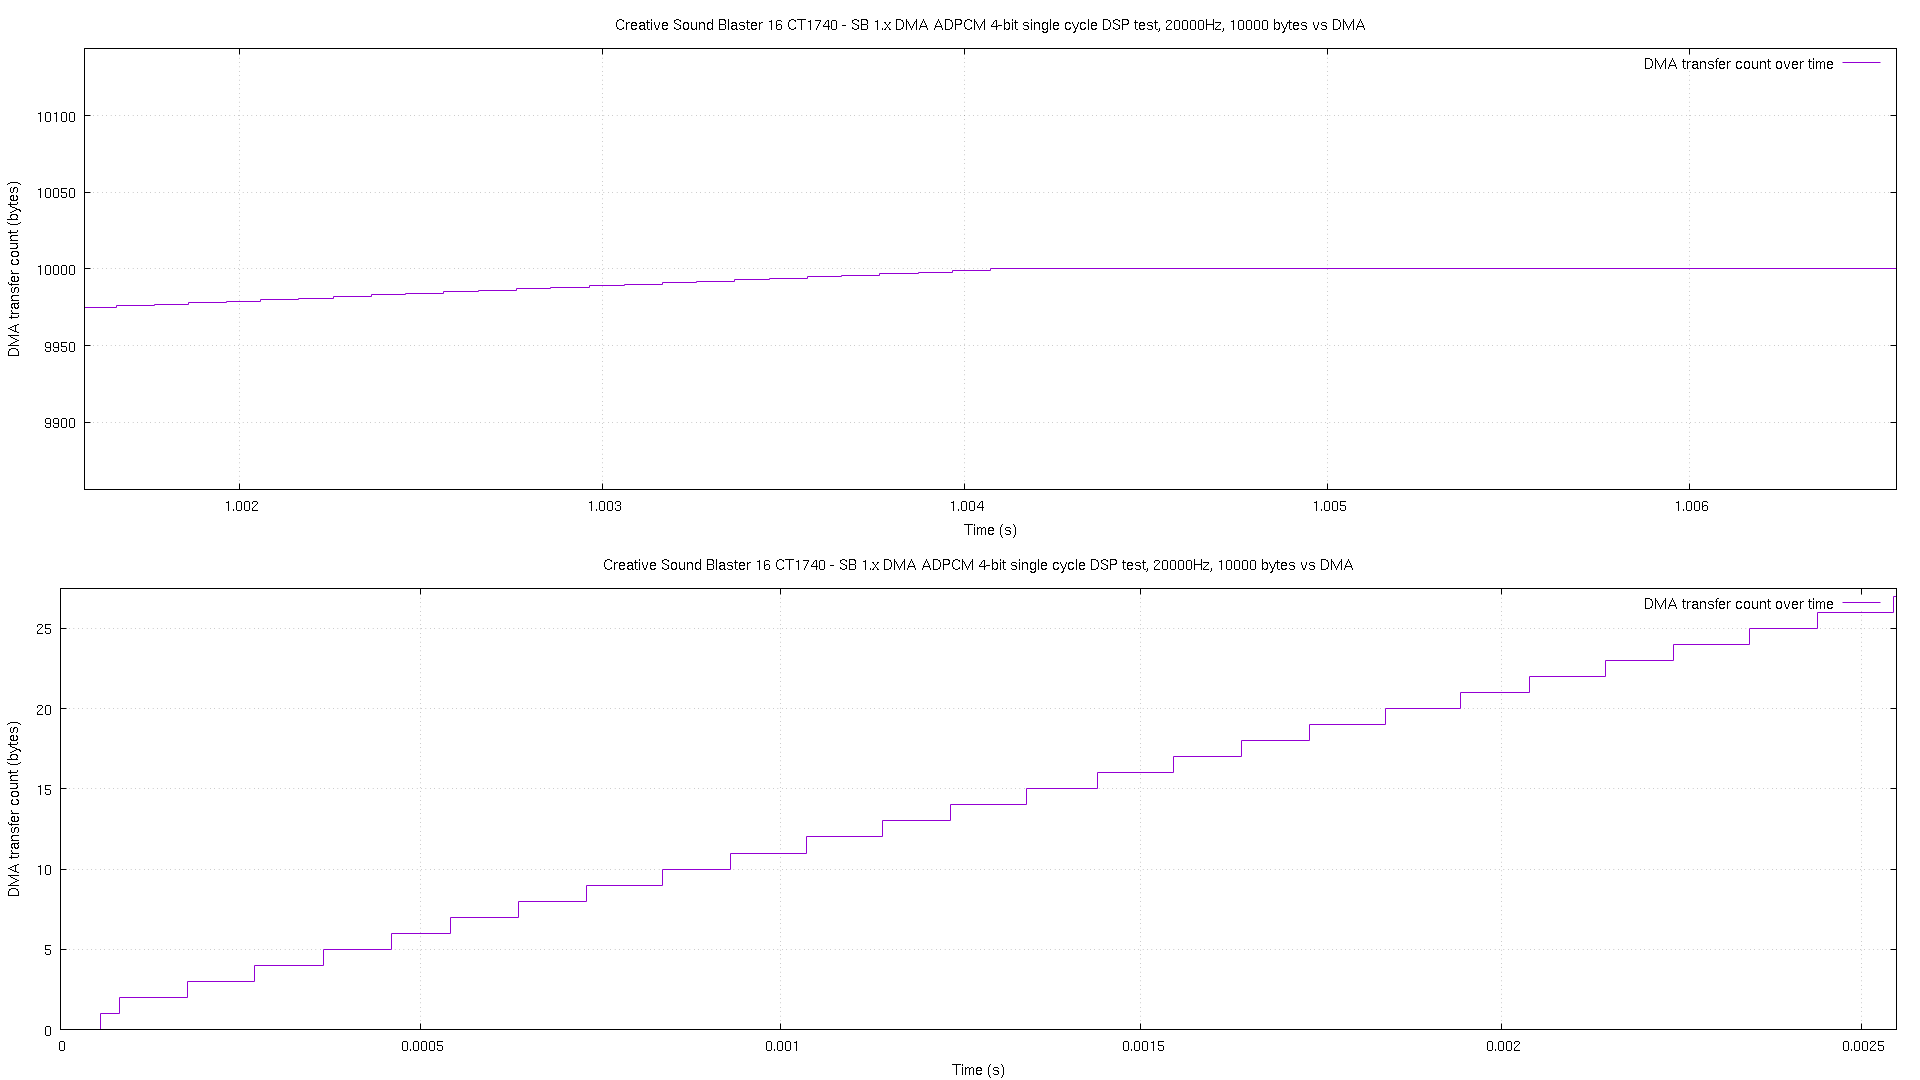 Creative Sound Blaster 16 CT1740 - SB 1.x DMA ADPCM 4-bit single cycle DSP test, 20000Hz, 10000 bytes vs DMA
DMA transfer count over time
DMA transfer count (bytes)
10100
10050
10000
9950
9900
1.002 1.003 1.004 1.005 1.006
Time (s)
Creative Sound Blaster 16 CT1740 - SB 1.x DMA ADPCM 4-bit single cycle DSP test, 20000Hz, 10000 bytes vs DMA
DMA transfer count over time
DMA transfer count (bytes)
25
20
15
10
5
0
0 0.0005 0.001 0.0015 0.002 0.0025
Time (s)